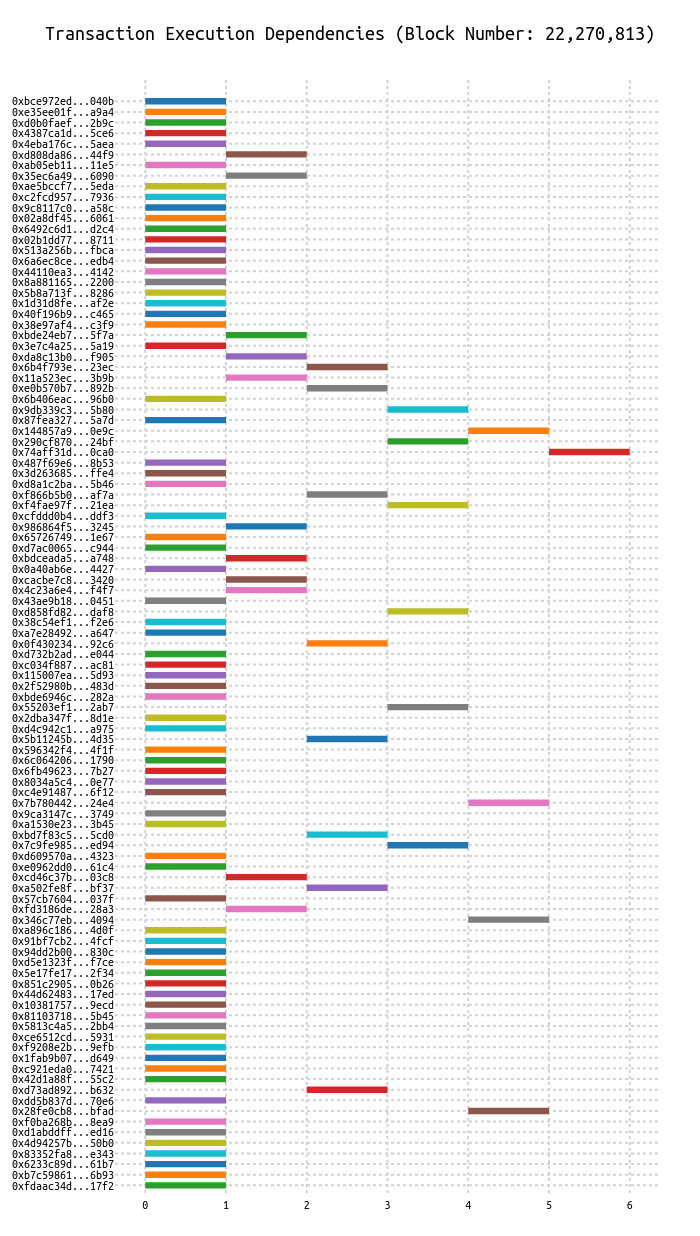 Transaction Execution Dependencies (Block Number: 22,270,813)
0xbce972ed...040b
0xe35ee01f...a9a4
0xd0b0faef...2b9c
0x4387ca1d...5ce6
0x4eba176c...5aea
0xd808da86...44f9
0xab05eb11...11e5
0x35ec6a49...6090
0xae5bccf7...5eda
0xc2fcd957...7936
0x9c8117c0...a58c
0x02a8df45...6061
0x6492c6d1...d2c4
0x02b1dd77...8711
0x513a256b...fbca
0x6a6ec8ce...edb4
0x44110ea3...4142
0x8a881165...2200
0x5b8a713f...8286
0x1d31d8fe...af2e
0x40f196b9...c465
0x38e97af4...c3f9
0xbde24eb7...5f7a
0x3e7c4a25...5a19
0xda8c13b0...f905
0x6b4f793e...23ec
0x11a523ec...3b9b
0xe0b570b7...892b
0x6b406eac...96b0
0x9db339c3...5b80
0x87fea327...5a7d
0x144857a9...0e9c
0x290cf870...24bf
0x74aff31d...0ca0
0x487f69e6...8b53
0x3d263685...ffe4
0xd8a1c2ba...5b46
0xf866b5b0...af7a
0xf4fae97f...21ea
0xcfddd0b4...ddf3
0x986864f5...3245
0x65726749...1e67
0xd7ac0065...c944
0xbdceada5...a748
0x0a40ab6e...4427
0xcacbe7c8...3420
0x4c23a6e4...f4f7
0x43ae9b18...0451
0xd858fd82...daf8
0x38c54ef1...f2e6
0xa7e28492...a647
0x0f430234...92c6
0xd732b2ad...e044
0xc034f887...ac81
0x115007ea...5d93
0x2f52980b...483d
0xbde6946c...282a
0x55203ef1...2ab7
0x2dba347f...8d1e
0xd4c942c1...a975
0x5b11245b...4d35
0x596342f4...4f1f
0x6c064206...1790
0x6fb49623...7b27
0x8034a5c4...0e77
0xc4e91487...6f12
0x7b780442...24e4
0x9ca3147c...3749
0xa1530e23...3b45
0xbd7f83c5...5cd0
0x7c9fe985...ed94
0xd609570a...4323
0xe0962dd0...61c4
0xcd46c37b...03c8
0xa502fe8f...bf37
0x57cb7604...037f
0xfd3186de...28a3
0x346c77eb...4094
0xa896c186...4d0f
0x91bf7cb2...4fcf
0x94dd2b00...830c
0xd5e1323f...f7ce
0x5e17fe17...2f34
0x851c2905...0b26
0x44d62483...17ed
0x10381757...9ecd
0x81103718...5b45
0x5813c4a5...2bb4
0xce6512cd...5931
0xf9208e2b...9efb
0x1fab9b07...d649
0xc921eda0...7421
0x42d1a88f...55c2
0xd73ad892...b632
0xdd5b837d...70e6
0x28fe0cb8...bfad
0xf0ba268b...8ea9
0xd1abddff...ed16
0x4d94257b...50b0
0x83352fa8...e343
0x6233c89d...61b7
0xb7c59861...6b93
0xfdaac34d...17f2
0 1 2 3 4 5 6